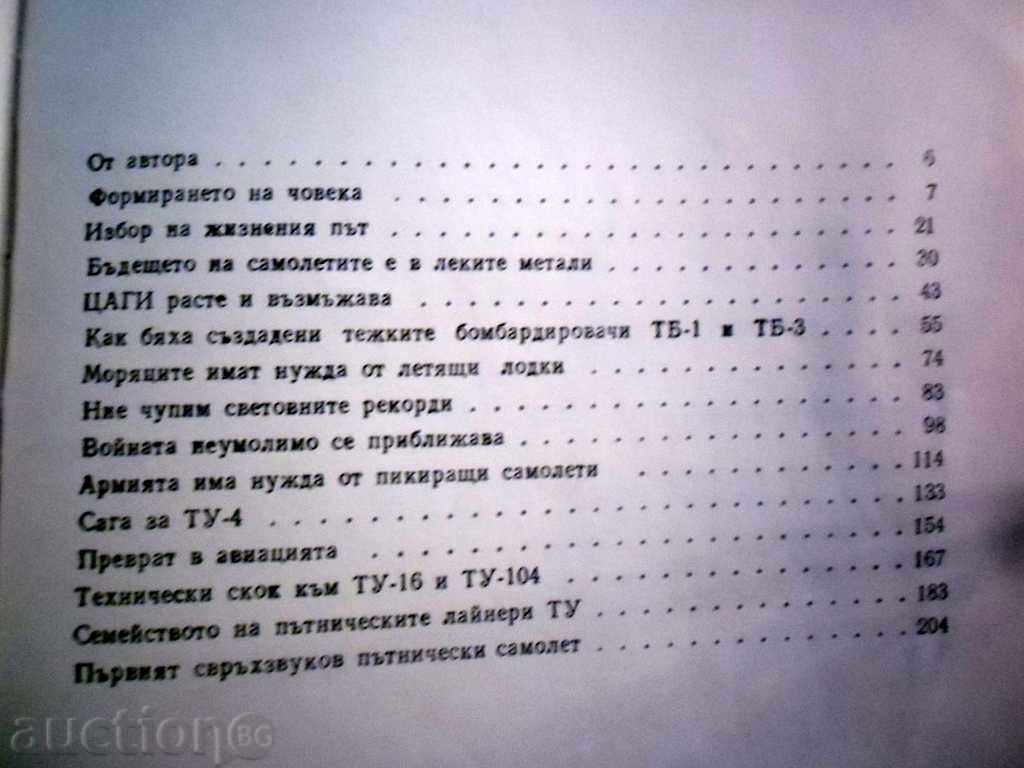 От автора . . . . . . . . . . . . . . . . . . . . . . . . . . . 6
Формирането на човека . . . . . . . . . . . . . . . . . . . . 7
Избор на жизнения път . . . . . . . . . . . . . . . . . . . . 21
Бъдещето на самолетите е в леките метали . . . . . . . . . . . 30
ЦАГИ расте и възмъжава . . . . . . . . . . . . . . . . . . . 43
Как бяха създадени тежките бомбардировачи ТБ-1 и ТБ-3 . . . . 55
Моряците имат нужда от летящи лодки . . . . . . . . . . . . . 74
Ние чупим световните рекорди . . . . . . . . . . . . . . . . . 83
Войната неумолимо се приближава . . . . . . . . . . . . . . . 98
Армията има нужда от пикиращи самолети . . . . . . . . . . . 114
Сага за ТУ-4 . . . . . . . . . . . . . . . . . . . . . . . . . 133
Преврат в авиацията . . . . . . . . . . . . . . . . . . . . . 154
Технически скок към ТУ-16 и ТУ-104 . . . . . . . . . . . . . . 167
Семейството на пътническите лайнери ТУ . . . . . . . . . . . . 183
Първият свръхзвуков пътнически самолет . . . . . . . . . . . . 204
auction BG